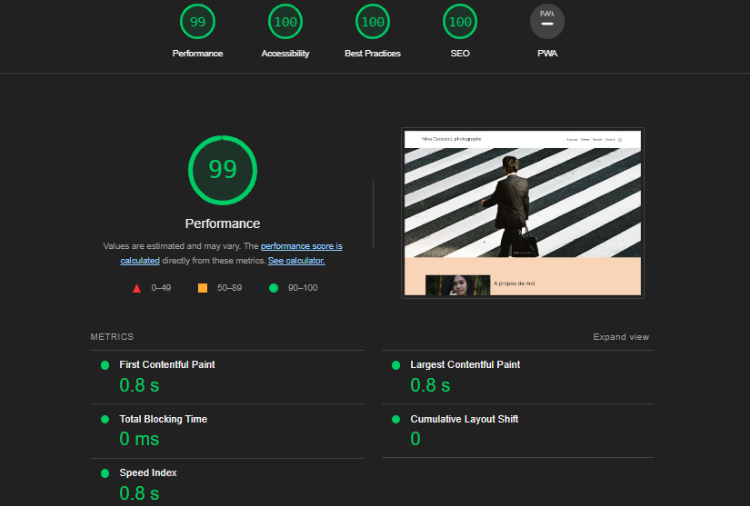 99
100
100
100
PWA
Performance
Accessibility
Best Practices
SEO
PWA
99
Performance
Values are estimated and may vary. The performance score is
calculated directly from these metrics. See calculator.
0–49
50–89
90–100
Nina Carducci, photographe
A propos de moi
METRICS
Expand view
First Contentful Paint
0.8 s
Largest Contentful Paint
0.8 s
Total Blocking Time
0 ms
Cumulative Layout Shift
0
Speed Index
0.8 s